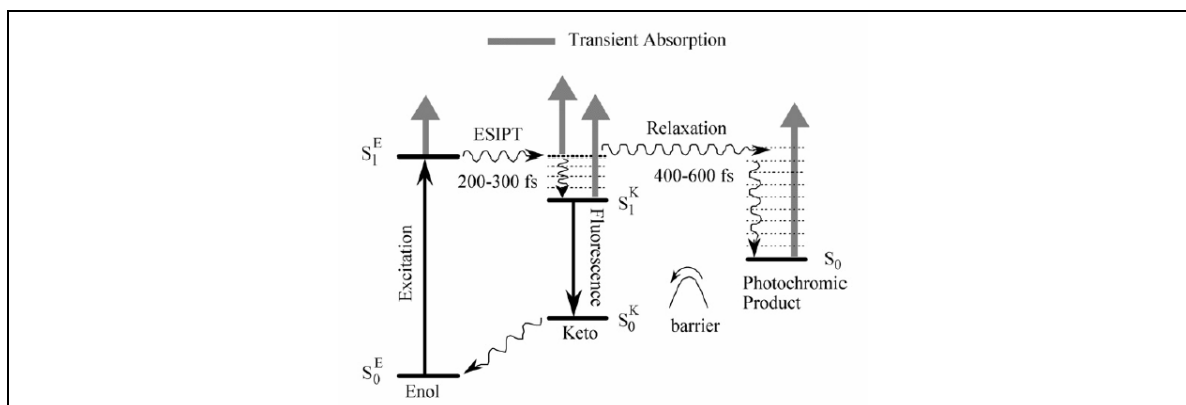 Transient Absorption
ESIPT
Relaxation
S₁ᴱ
200-300 fs
400-600 fs
S₁ᴷ
Excitation
Fluorescence
S₀
Photochromic
Product
S₀ᴷ
barrier
Keto
S₀ᴱ
Enol